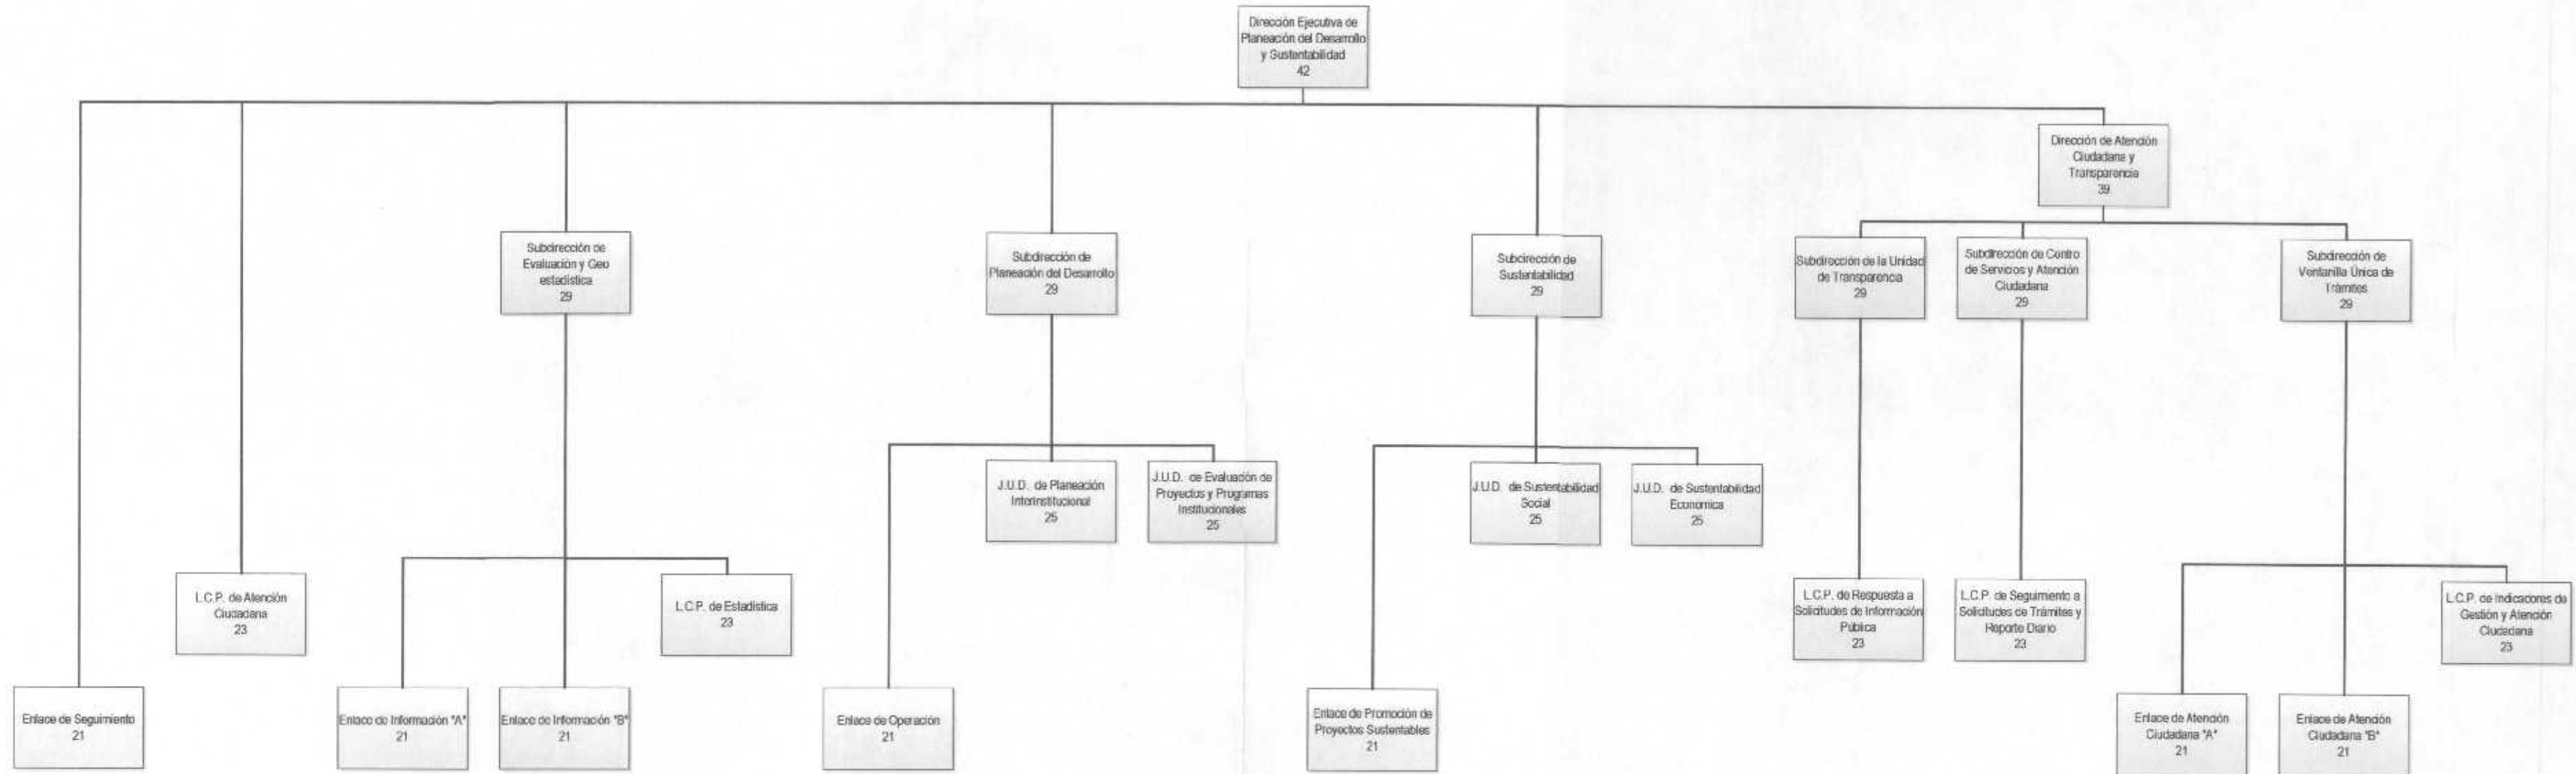 Dirección Ejecutiva de
Planeación del Desarrollo
y Sustentabilidad
42
Dirección de Atención
Ciudadana y
Transparencia
39
Subdirección de
Evaluación y Geo
estadística
29
Subdirección de
Planeación del Desarrollo
29
Subdirección de
Sustentabilidad
29
Subdirección de la Unidad
de Transparencia
29
Subdirección de Centro
de Servicios y Atención
Ciudadana
29
Subdirección de
Ventanilla Única de
Trámites
29
J.U.D. de Planeación
Interinstitucional
25
J.U.D. de Evaluación de
Proyectos y Programas
Institucionales
25
J.U.D. de Sustentabilidad
Social
25
J.U.D. de Sustentabilidad
Económica
25
L.C.P. de Atención
Ciudadana
23
L.C.P. de Estadística
23
L.C.P. de Respuesta a
Solicitudes de Información
Pública
23
L.C.P. de Seguimiento a
Solicitudes de Trámites y
Reporte Diario
23
L.C.P. de Indicadores de
Gestión y Atención
Ciudadana
23
Enlace de Seguimiento
21
Enlace de Información "A"
21
Enlace de Información "B"
21
Enlace de Operación
21
Enlace de Promoción de
Proyectos Sustentables
21
Enlace de Atención
Ciudadana "A"
21
Enlace de Atención
Ciudadana "B"
21